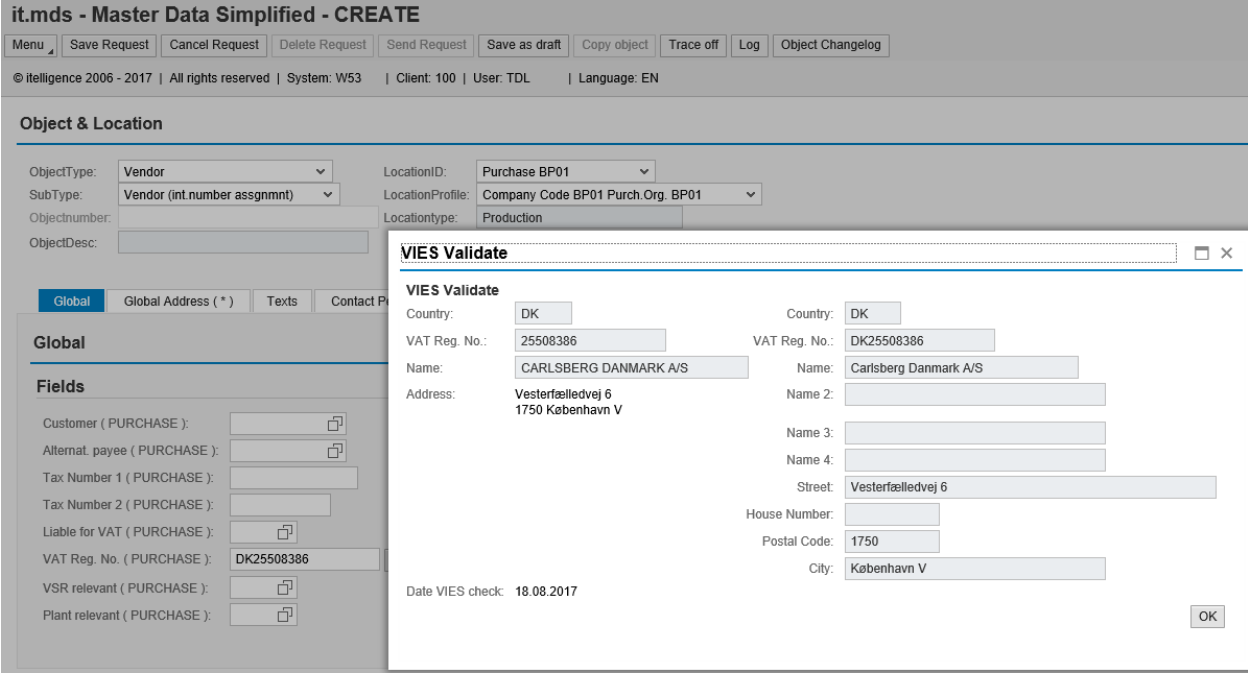 it.mds - Master Data Simplified - CREATE
Menu Save Request Cancel Request Delete Request Send Request Save as draft Copy object Trace off Log Object Changelog
© itelligence 2006 - 2017 | All rights reserved | System: W53 | Client: 100 | User: TDL | Language: EN
Object & Location
ObjectType: Vendor LocationID: Purchase BP01
SubType: Vendor (int.number assgnmnt) LocationProfile: Company Code BP01 Purch.Org. BP01
Objectnumber: Locationtype: Production
ObjectDesc:
Global Global Address ( * ) Texts Contact Pe
Global
Fields
Customer ( PURCHASE ):
Alternat. payee ( PURCHASE ):
Tax Number 1 ( PURCHASE ):
Tax Number 2 ( PURCHASE ):
Liable for VAT ( PURCHASE ):
VAT Reg. No. ( PURCHASE ): DK25508386
VSR relevant ( PURCHASE ):
Plant relevant ( PURCHASE ):
VIES Validate
VIES Validate
Country: DK Country: DK
VAT Reg. No.: 25508386 VAT Reg. No.: DK25508386
Name: CARLSBERG DANMARK A/S Name: Carlsberg Danmark A/S
Address: Vesterfælledvej 6 Name 2:
1750 København V
Name 3:
Name 4:
Street: Vesterfælledvej 6
House Number:
Postal Code: 1750
City: København V
Date VIES check: 18.08.2017
OK